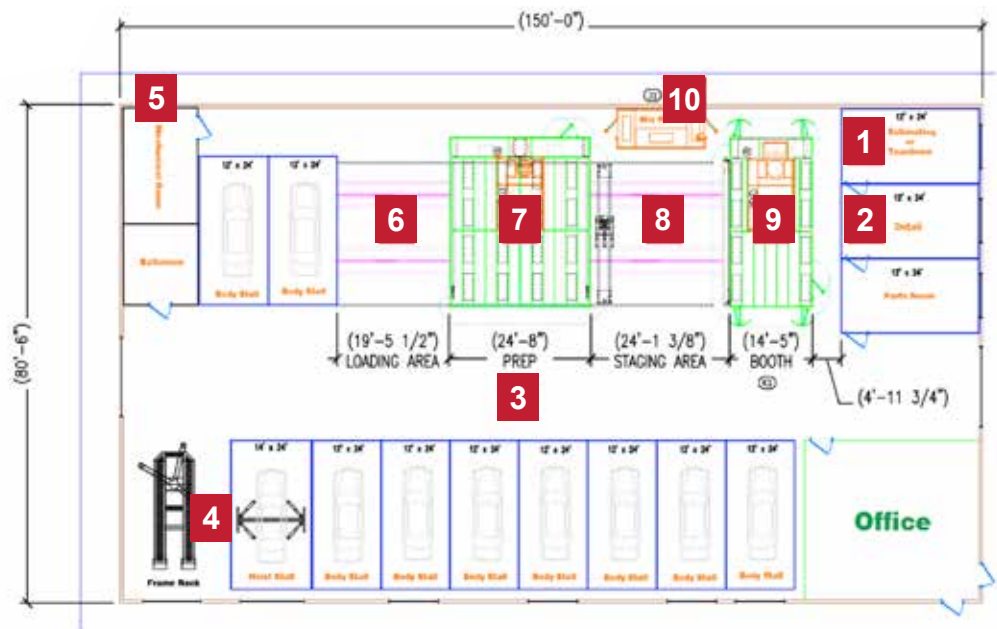 (150'-0")
5
10
12' x 24'
1
Estimating
or
Teardown
Mechanical Room
12' x 24'
12' x 24'
12' x 24'
6
7
8
9
2
Detail
Bathroom
12' x 24'
Parts Room
Body Stall
Body Stall
(80'-6")
(19'-5 1/2")
(24'-8")
(24'-1 3/8")
(14'-5")
LOADING AREA
PREP
STAGING AREA
BOOTH
3
(4'-11 3/4")
14' x 24'
12' x 24'
12' x 24'
12' x 24'
12' x 24'
12' x 24'
12' x 24'
12' x 24'
4
Office
Frame Rack
Hoist Stall
Body Stall
Body Stall
Body Stall
Body Stall
Body Stall
Body Stall
Body Stall